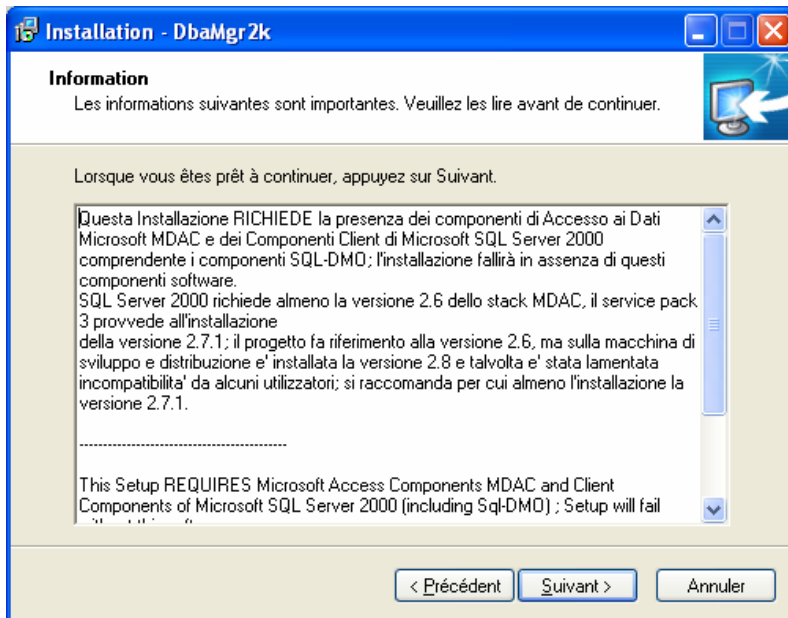 Installation - DbaMgr2k
Information
Les informations suivantes sont importantes. Veuillez les lire avant de continuer.
Lorsque vous êtes prêt à continuer, appuyez sur Suivant.
Questa Installazione RICHIEDE la presenza dei componenti di Accesso ai Dati
Microsoft MDAC e dei Componenti Client di Microsoft SQL Server 2000
comprendente i componenti SQL-DMO; l'installazione fallirà in assenza di questi
componenti software.
SQL Server 2000 richiede almeno la versione 2.6 dello stack MDAC, il service pack
3 provvede all'installazione
della versione 2.7.1; il progetto fa riferimento alla versione 2.6, ma sulla macchina di
sviluppo e distribuzione e' installata la versione 2.8 e talvolta e' stata lamentata
incompatibilita' da alcuni utilizzatori; si raccomanda per cui almeno l'installazione la
versione 2.7.1.
--------------------------------------------
This Setup REQUIRES Microsoft Access Components MDAC and Client
Components of Microsoft SQL Server 2000 (including Sql-DMO) ; Setup will fail
< Précédent
Suivant >
Annuler